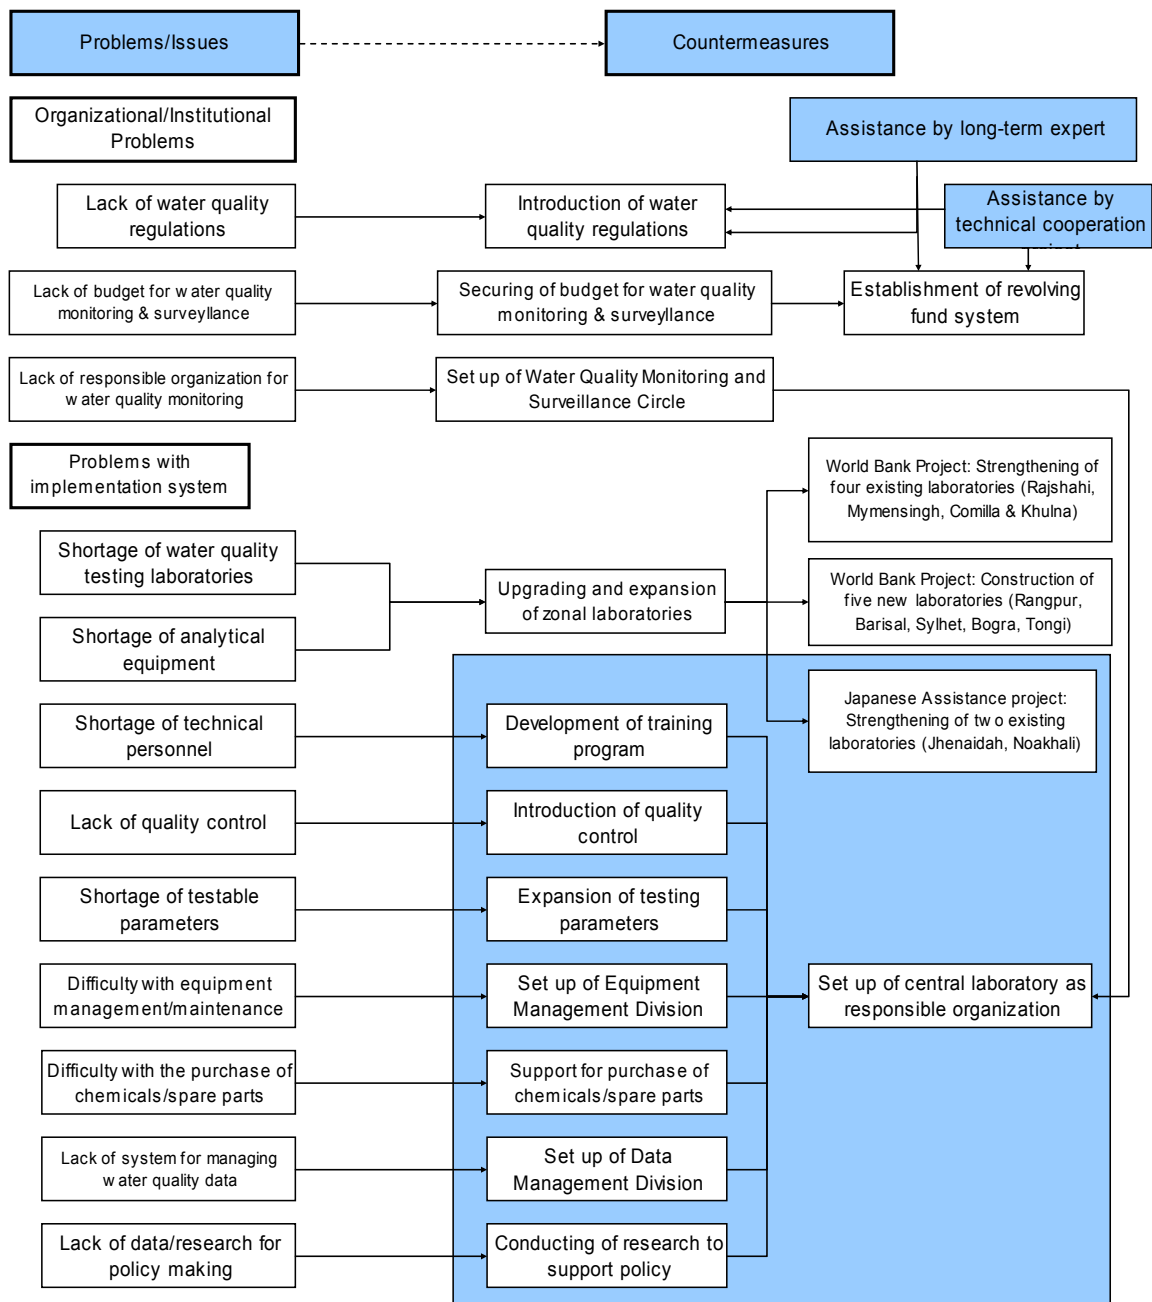 Problems/Issues
Countermeasures
Organizational/Institutional
Problems
Assistance by long-term expert
Lack of water quality
regulations
Introduction of water
quality regulations
Assistance by
technical cooperation
Lack of budget for water quality
monitoring & surveyllance
Securing of budget for water quality
monitoring & surveyllance
Establishment of revolving
fund system
Lack of responsible organization for
water quality monitoring
Set up of Water Quality Monitoring and
Surveillance Circle
Problems with
implementation system
World Bank Project: Strengthening of
four existing laboratories (Rajshahi,
Mymensingh, Comilla & Khulna)
Shortage of water quality
testing laboratories
Upgrading and expansion
of zonal laboratories
World Bank Project: Construction of
five new laboratories (Rangpur,
Barisal, Sylhet, Bogra, Tongi)
Shortage of analytical
equipment
Japanese Assistance project:
Strengthening of two existing
laboratories (Jhenaidah, Noakhali)
Shortage of technical
personnel
Development of training
program
Lack of quality control
Introduction of quality
control
Shortage of testable
parameters
Expansion of testing
parameters
Difficulty with equipment
management/maintenance
Set up of Equipment
Management Division
Set up of central laboratory as
responsible organization
Difficulty with the purchase of
chemicals/spare parts
Support for purchase of
chemicals/spare parts
Lack of system for managing
water quality data
Set up of Data
Management Division
Lack of data/research for
policy making
Conducting of research to
support policy